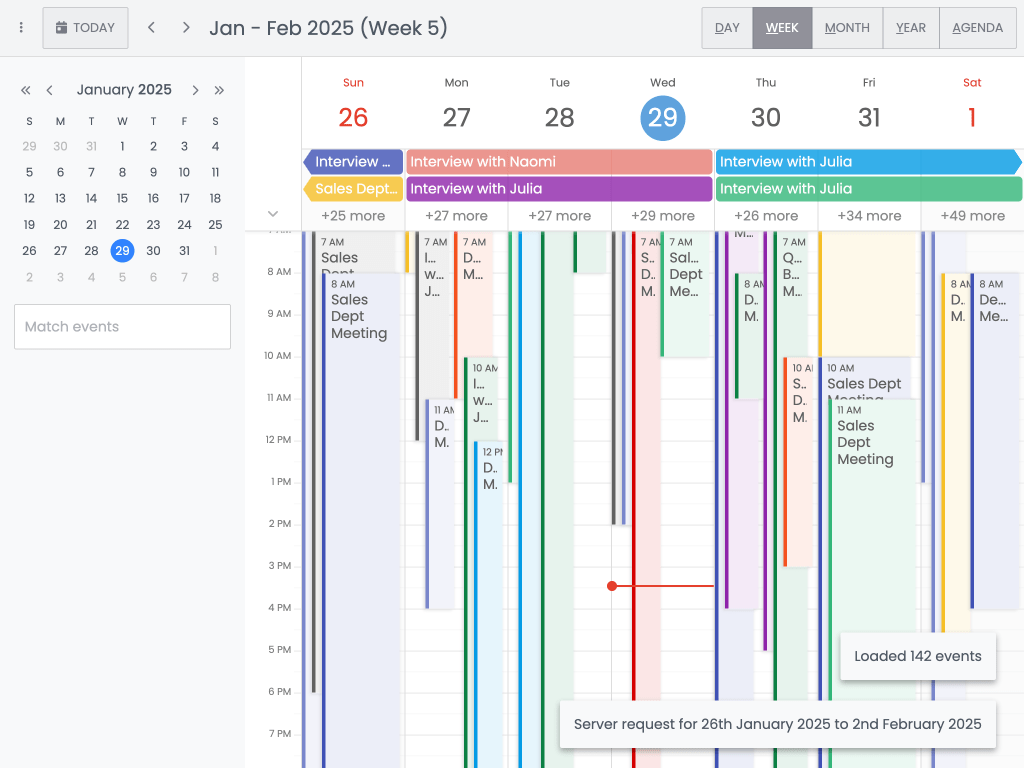 TODAY
Jan - Feb 2025 (Week 5)
DAY
WEEK
MONTH
YEAR
AGENDA
January 2025
S M T W T F S
29 30 31 1 2 3 4
5 6 7 8 9 10 11
12 13 14 15 16 17 18
19 20 21 22 23 24 25
26 27 28 29 30 31 1
2 3 4 5 6 7 8
Match events
Sun Mon Tue Wed Thu Fri Sat
26 27 28 29 30 31 1
Interview ...
Interview with Naomi
Interview with Julia
Sales Dept...
Interview with Julia
Interview with Julia
+25 more
+27 more
+27 more
+29 more
+26 more
+34 more
+49 more
8 AM
9 AM
10 AM
11 AM
12 PM
1 PM
2 PM
3 PM
4 PM
5 PM
6 PM
7 PM
7 AM
Sales
Dept
8 AM
Sales
Dept
Meeting
7 AM
I...
w...
J...
7 AM
D...
M...
10 AM
I...
w...
J...
11 AM
D..
M.
12 PM
D..
M.
7 AM
S..
D..
M.
7 AM
Sal...
Dept
Me...
M...
8 AM
D..
M.
7 AM
Q...
B...
M...
10 A
S..
D..
M.
10 AM
Sales Dept
Meeting
11 AM
Sales
Dept
Meeting
8 AM
D..
M.
8 AM
De...
Me...
Loaded 142 events
Server request for 26th January 2025 to 2nd February 2025